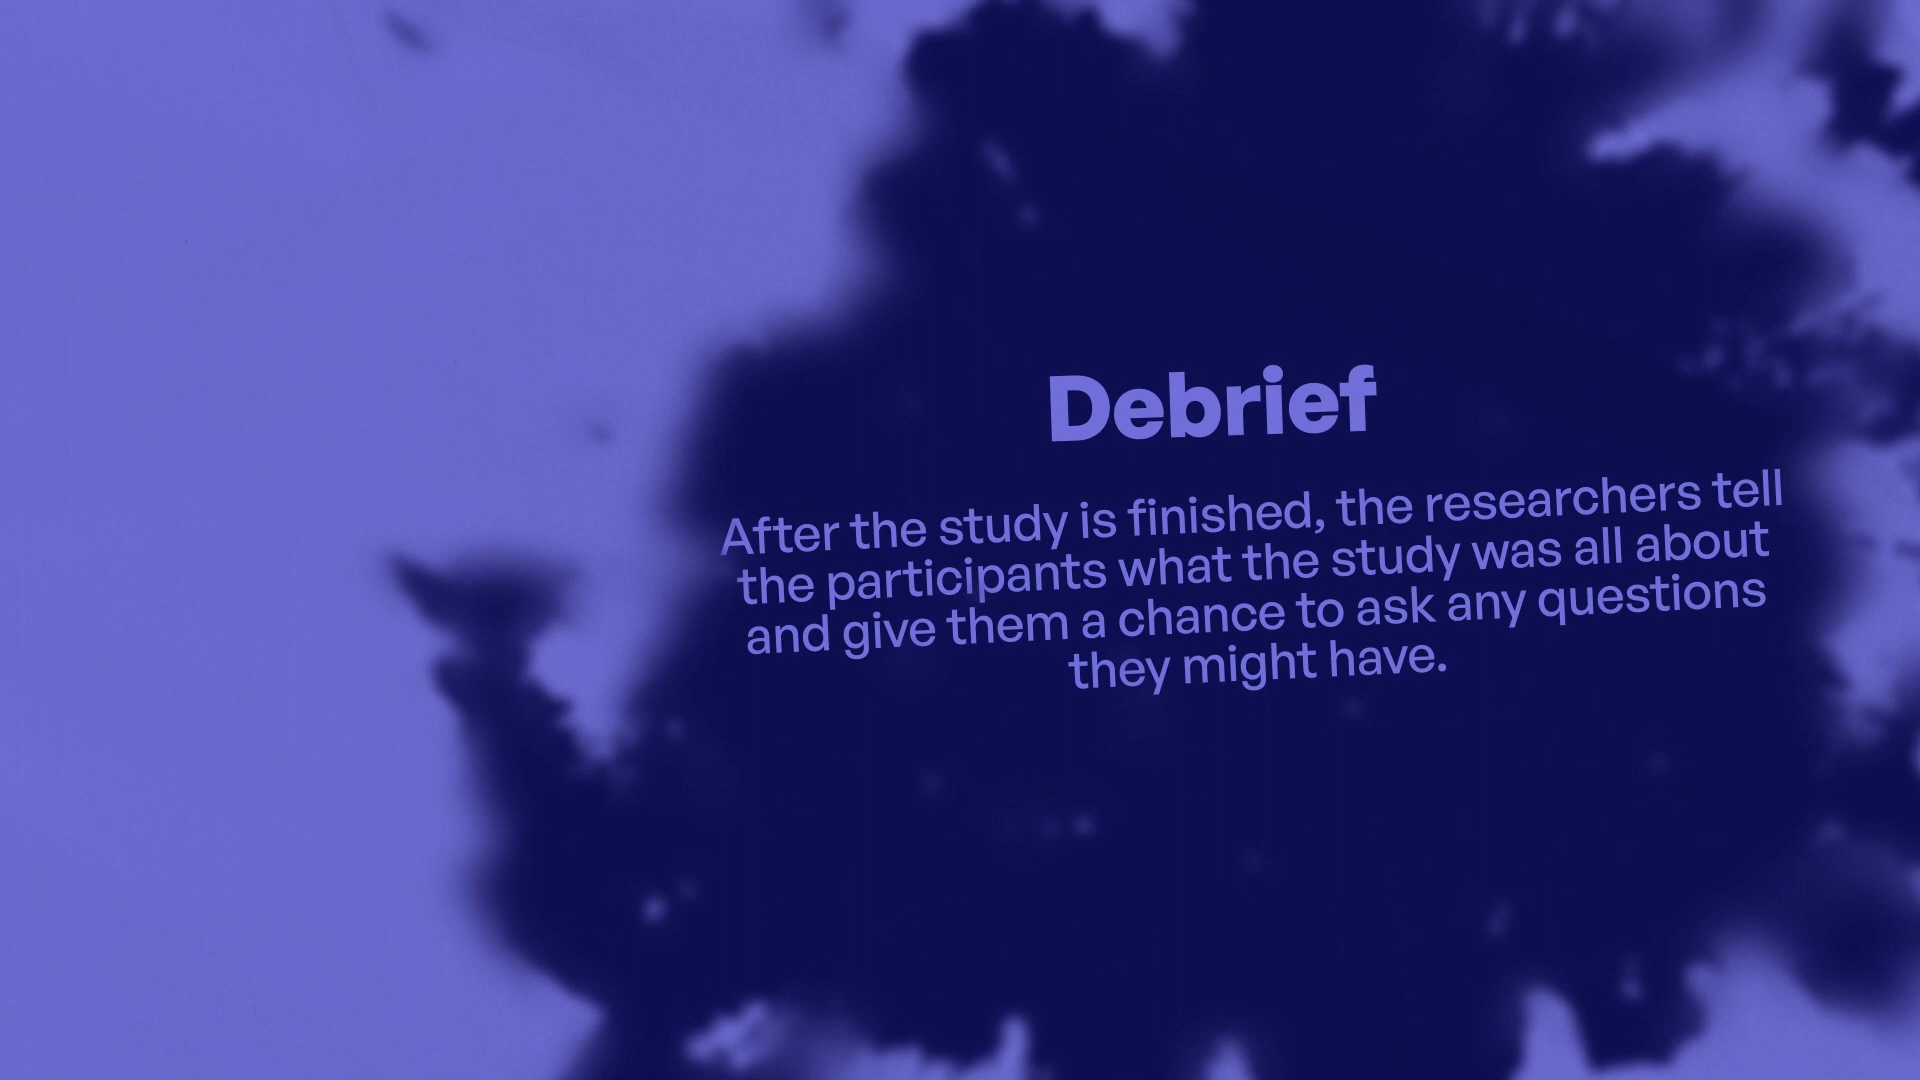 Debrief
After the study is finished, the researchers tell
the participants what the study was all about
and give them a chance to ask any questions
they might have.